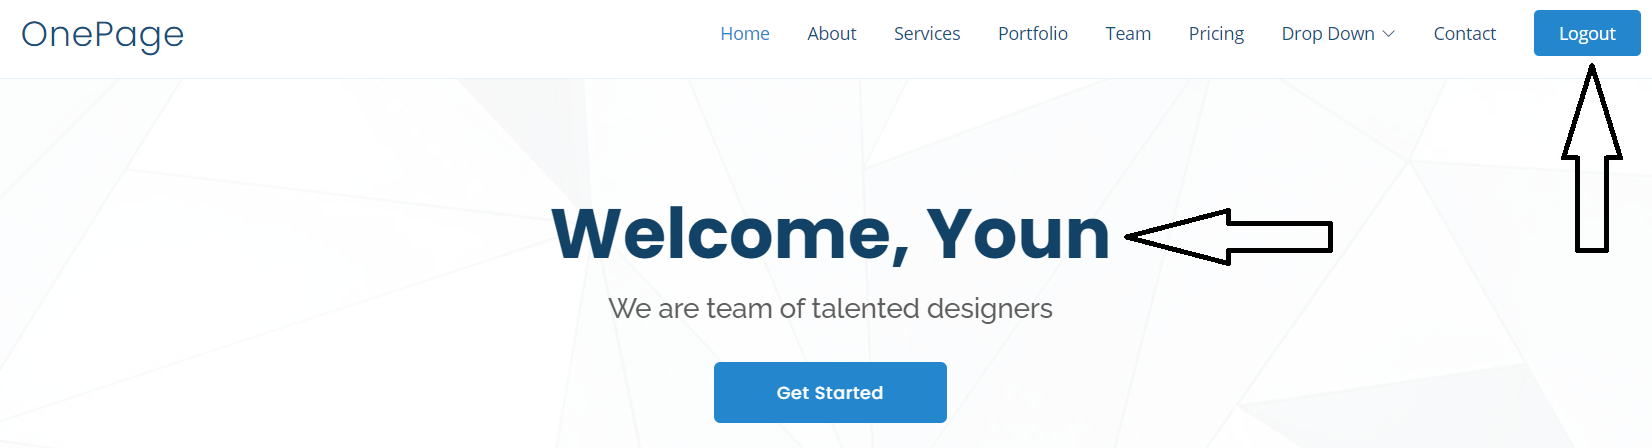 OnePage
Home About Services Portfolio Team Pricing Drop Down Contact Logout
Welcome, Youn
We are team of talented designers
Get Started